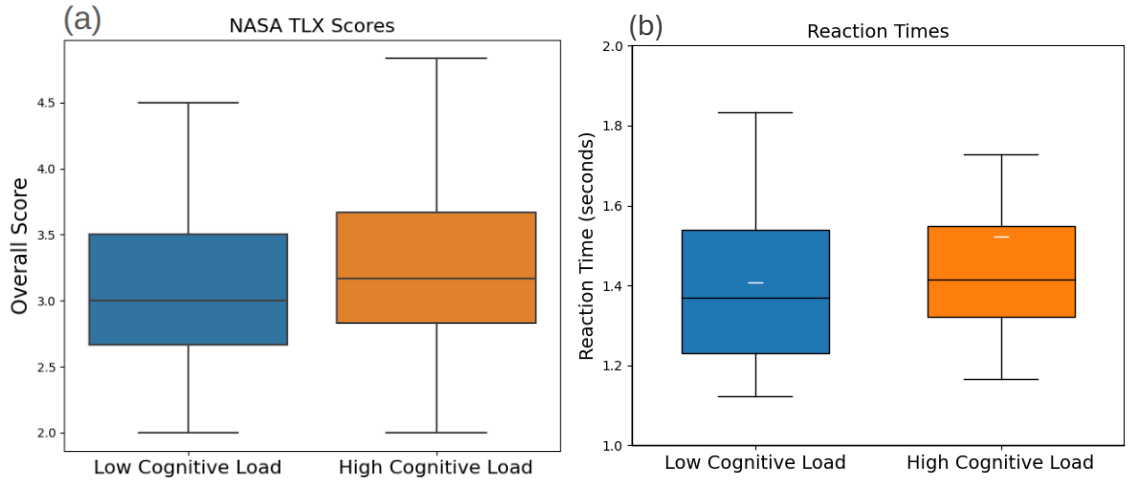 (a)
NASA TLX Scores
Overall Score
4.5
4.0
3.5
3.0
2.5
2.0
Low Cognitive Load
High Cognitive Load
(b)
Reaction Times
Reaction Time (seconds)
2.0
1.8
1.6
1.4
1.2
1.0
Low Cognitive Load
High Cognitive Load